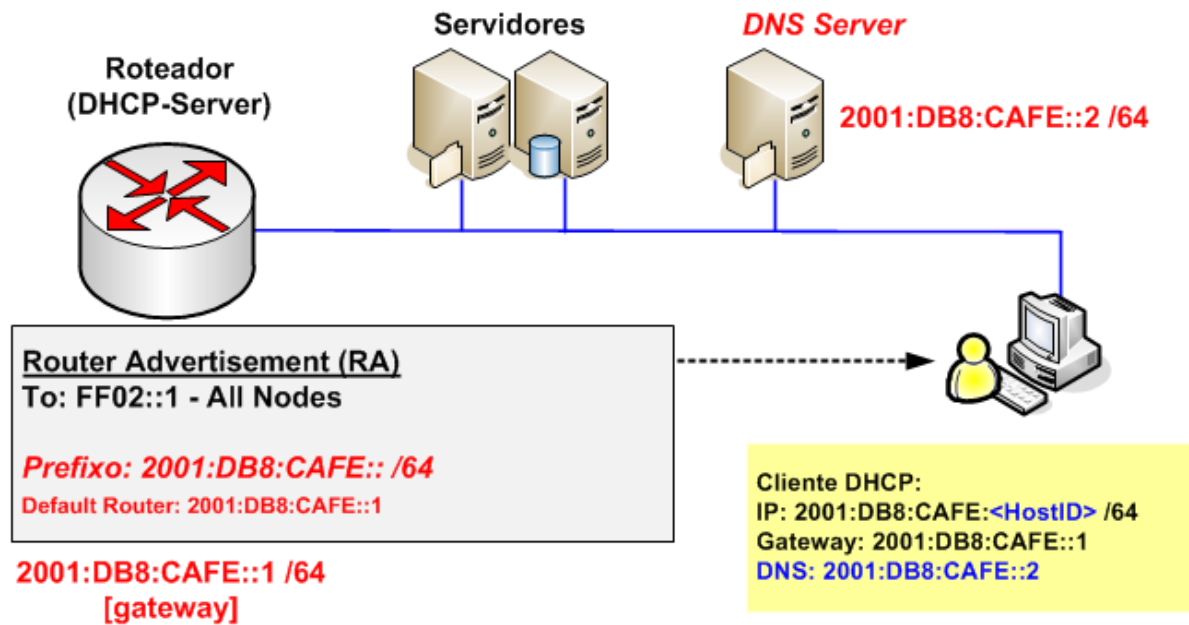 Servidores
DNS Server
Roteador
(DHCP-Server)
2001:DB8:CAFE::2 /64
Router Advertisement (RA)
To: FF02::1 - All Nodes
Prefixo: 2001:DB8:CAFE:: /64
Default Router: 2001:DB8:CAFE::1
2001:DB8:CAFE::1 /64
[gateway]
Cliente DHCP:
IP: 2001:DB8:CAFE:<HostID> /64
Gateway: 2001:DB8:CAFE::1
DNS: 2001:DB8:CAFE::2